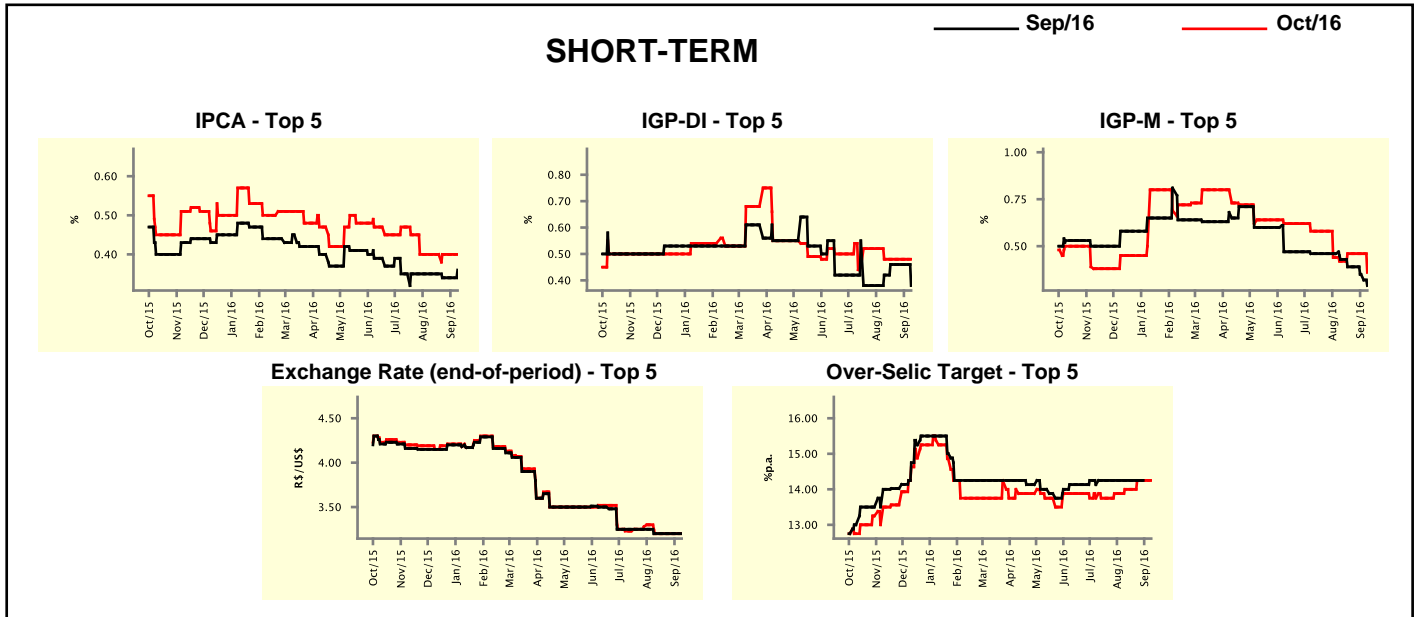 Sep/16 Oct/16
SHORT-TERM
IPCA - Top 5
%
0.60
0.50
0.40
Oct/15 Nov/15 Dec/15 Jan/16 Feb/16 Mar/16 Apr/16 May/16 Jun/16 Jul/16 Aug/16 Sep/16
IGP-DI - Top 5
%
0.80
0.70
0.60
0.50
0.40
Oct/15 Nov/15 Dec/15 Jan/16 Feb/16 Mar/16 Apr/16 May/16 Jun/16 Jul/16 Aug/16 Sep/16
IGP-M - Top 5
%
1.00
0.75
0.50
Oct/15 Nov/15 Dec/15 Jan/16 Feb/16 Mar/16 Apr/16 May/16 Jun/16 Jul/16 Aug/16 Sep/16
Exchange Rate (end-of-period) - Top 5
R$/US$
4.50
4.00
3.50
Oct/15 Nov/15 Dec/15 Jan/16 Feb/16 Mar/16 Apr/16 May/16 Jun/16 Jul/16 Aug/16 Sep/16
Over-Selic Target - Top 5
%p.a.
16.00
15.00
14.00
13.00
Oct/15 Nov/15 Dec/15 Jan/16 Feb/16 Mar/16 Apr/16 May/16 Jun/16 Jul/16 Aug/16 Sep/16